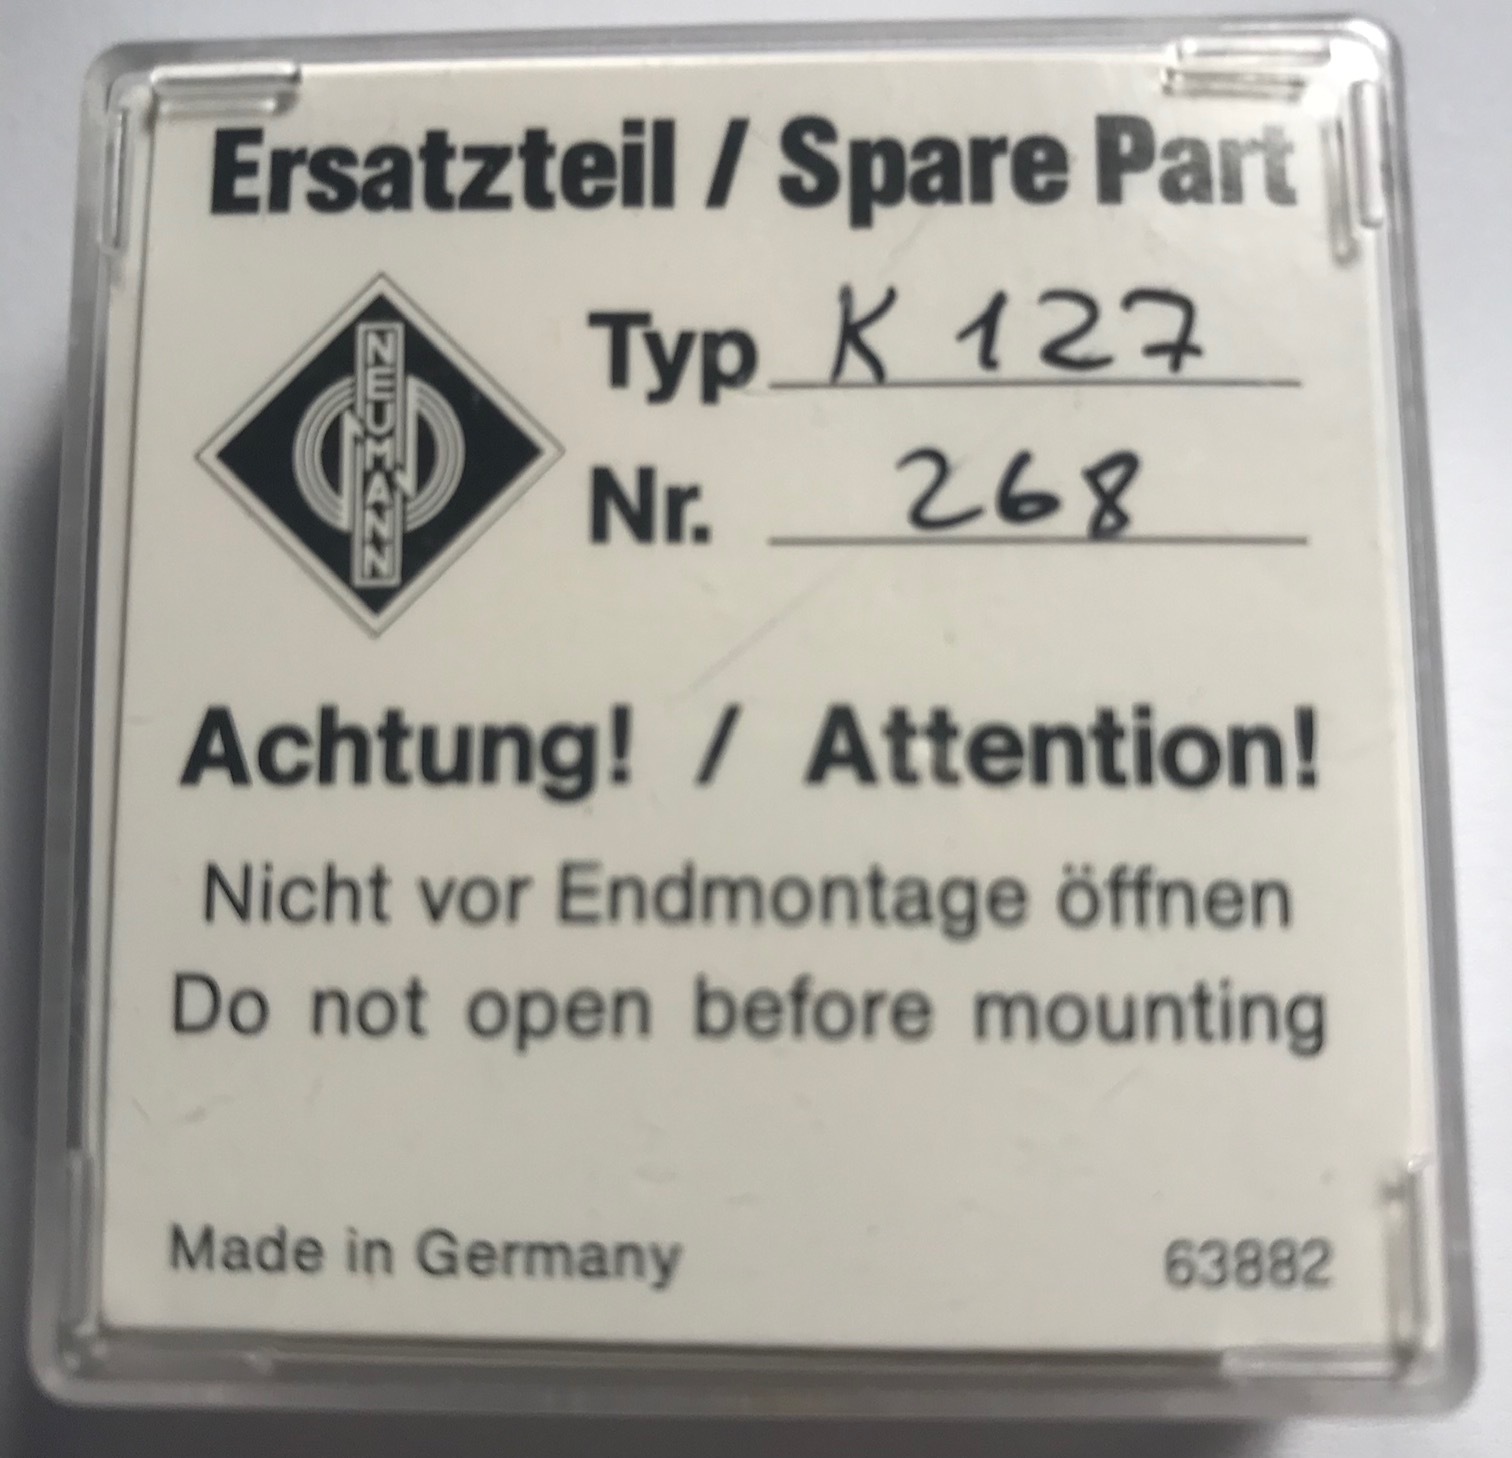 Ersatzteil / Spare Part
NEUMANN
Typ K 127
Nr. 268
Achtung! / Attention!
Nicht vor Endmontage öffnen
Do not open before mounting
Made in Germany 63882